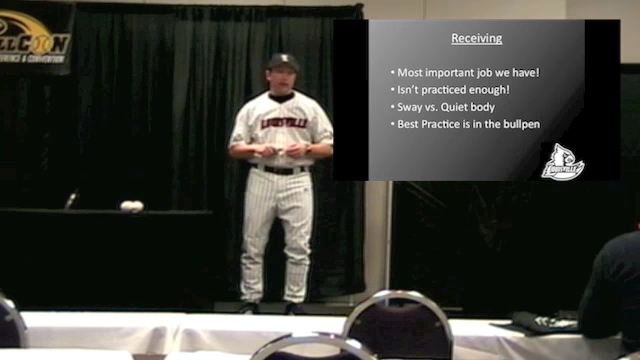 Receiving
• Most important job we have!
• Isn't practiced enough!
• Sway vs. Quiet body
• Best Practice is in the bullpen
LOUISVILLE
LOUISVILLE